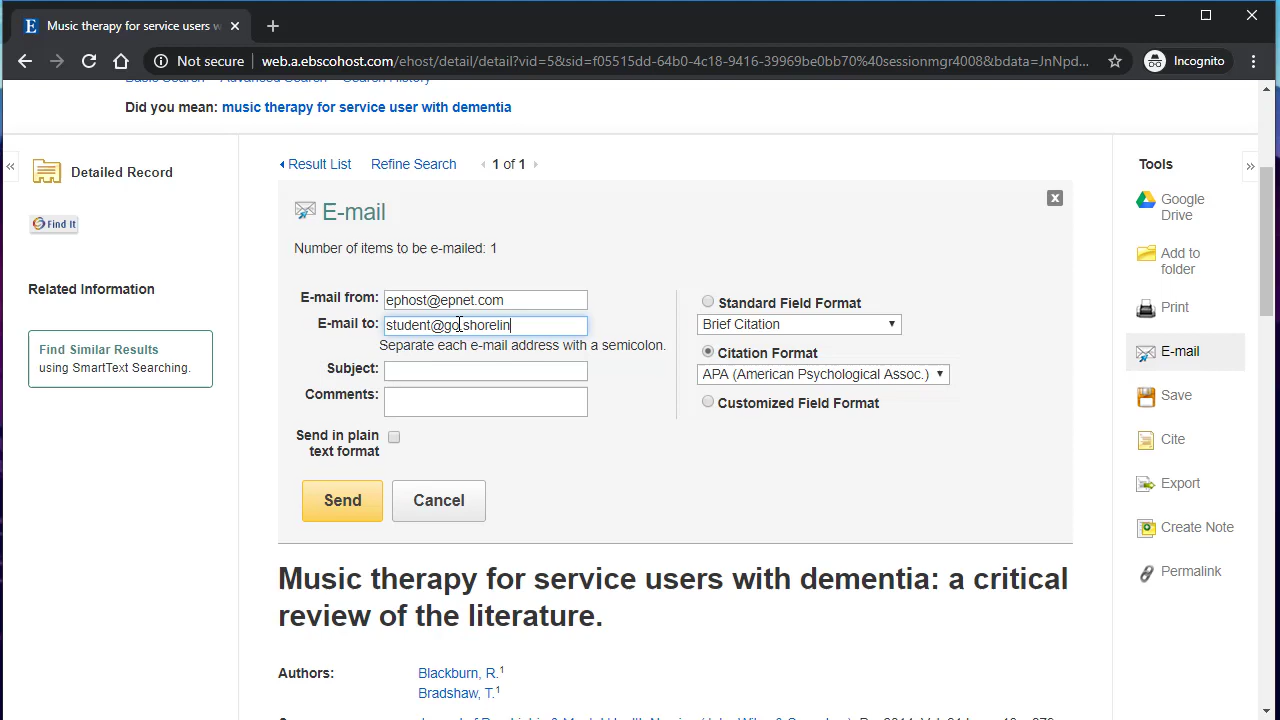 Music therapy for service users w
Not secure
web.a.ebscohost.com/ehost/detail/detail?vid=5&sid=f05515dd-64b0-4c18-9416-39969be0bb70%40sessionmgr4008&bdata=JnNpd...
Incognito
Basic Search Advanced Search Search History
Did you mean: music therapy for service user with dementia
Detailed Record
Find It
Related Information
Find Similar Results
using SmartText Searching.
Result List Refine Search 1 of 1
E-mail
Number of items to be e-mailed: 1
E-mail from: ephost@epnet.com
E-mail to: student@go.shorelin
Separate each e-mail address with a semicolon.
Subject:
Comments:
Send in plain
text format
Send Cancel
Standard Field Format
Brief Citation
Citation Format
APA (American Psychological Assoc.)
Customized Field Format
Music therapy for service users with dementia: a critical
review of the literature.
Authors: Blackburn, R.1
Bradshaw, T.1
Tools
Google
Drive
Add to
folder
Print
E-mail
Save
Cite
Export
Create Note
Permalink